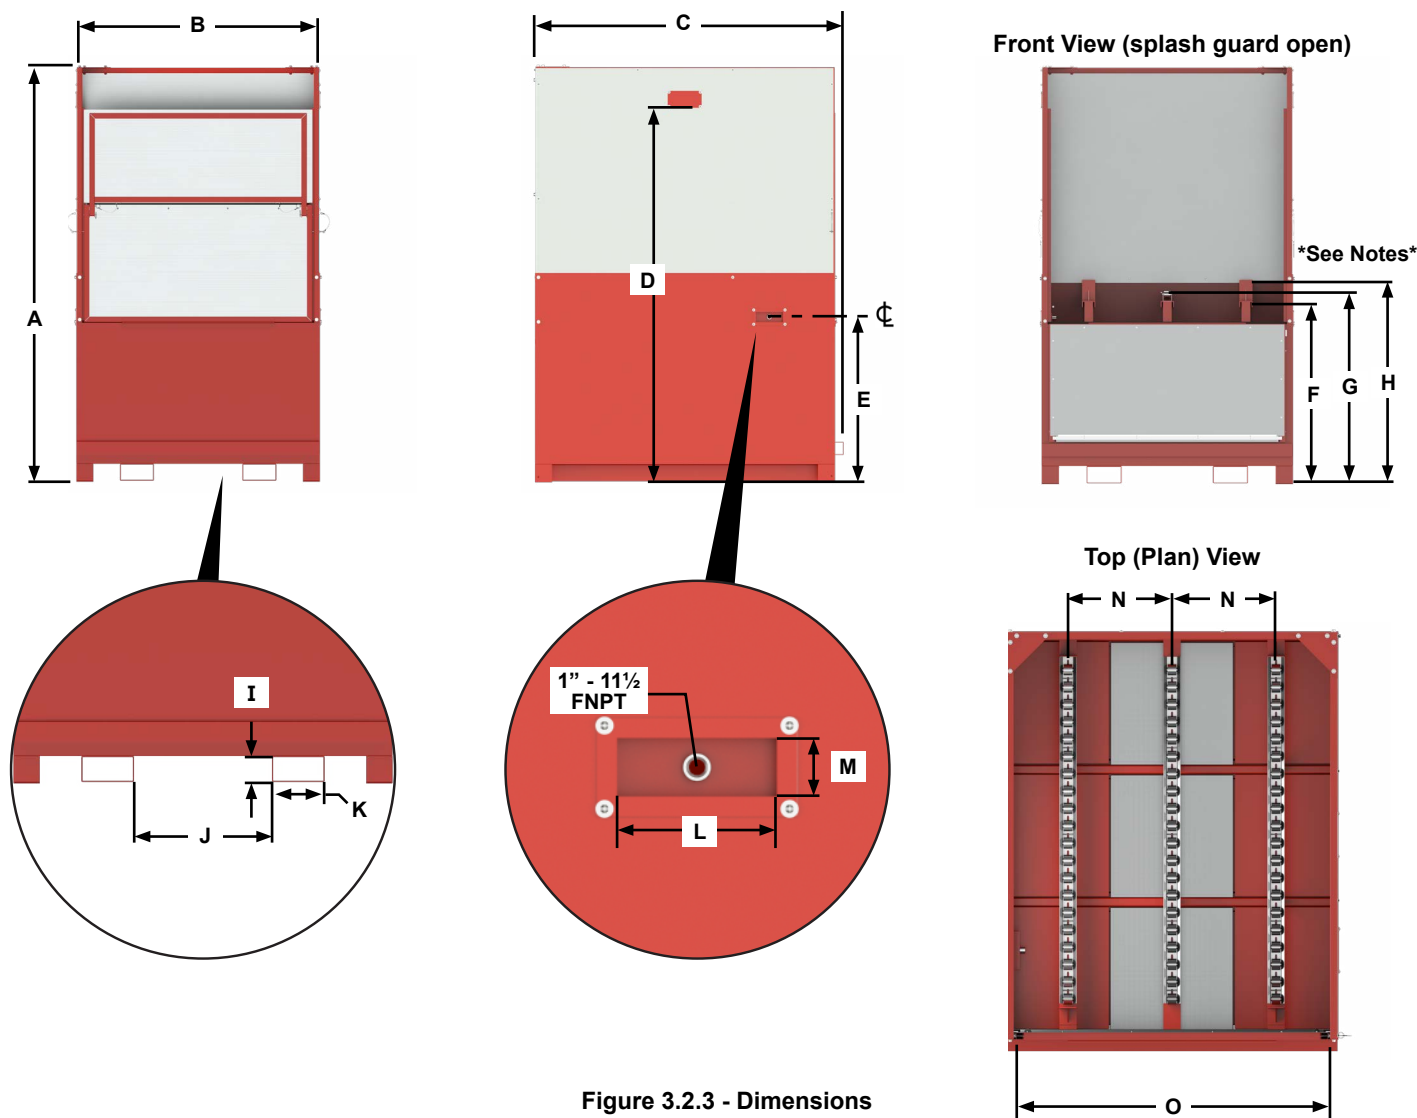 B
C
Front View (splash guard open)
*See Notes*
D
A
℄
E
F
G
H
Top (Plan) View
N
N
I
1” - 11½
FNPT
M
K
J
L
Figure 3.2.3 - Dimensions
O